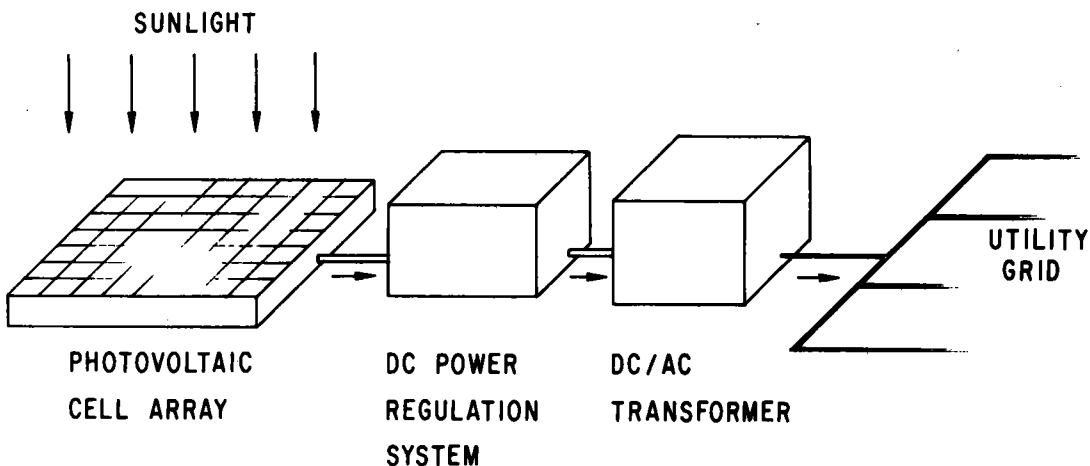 SUNLIGHT
UTILITY
GRID
PHOTOVOLTAIC
CELL ARRAY
DC POWER
REGULATION
SYSTEM
DC/AC
TRANSFORMER